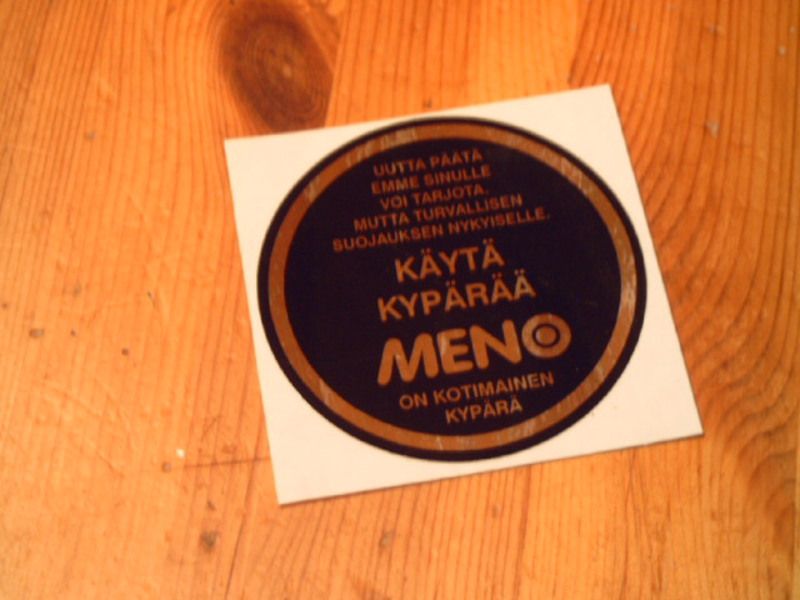 UUTTA PÄÄTÄ
EMME SINULLE
VOI TARJOTA,
MUTTA TURVALLISEN
SUOJAUKSEN NYKYISELLE.
KÄYTÄ
KYPÄRÄÄ
MENO
ON KOTIMAINEN
KYPÄRÄ